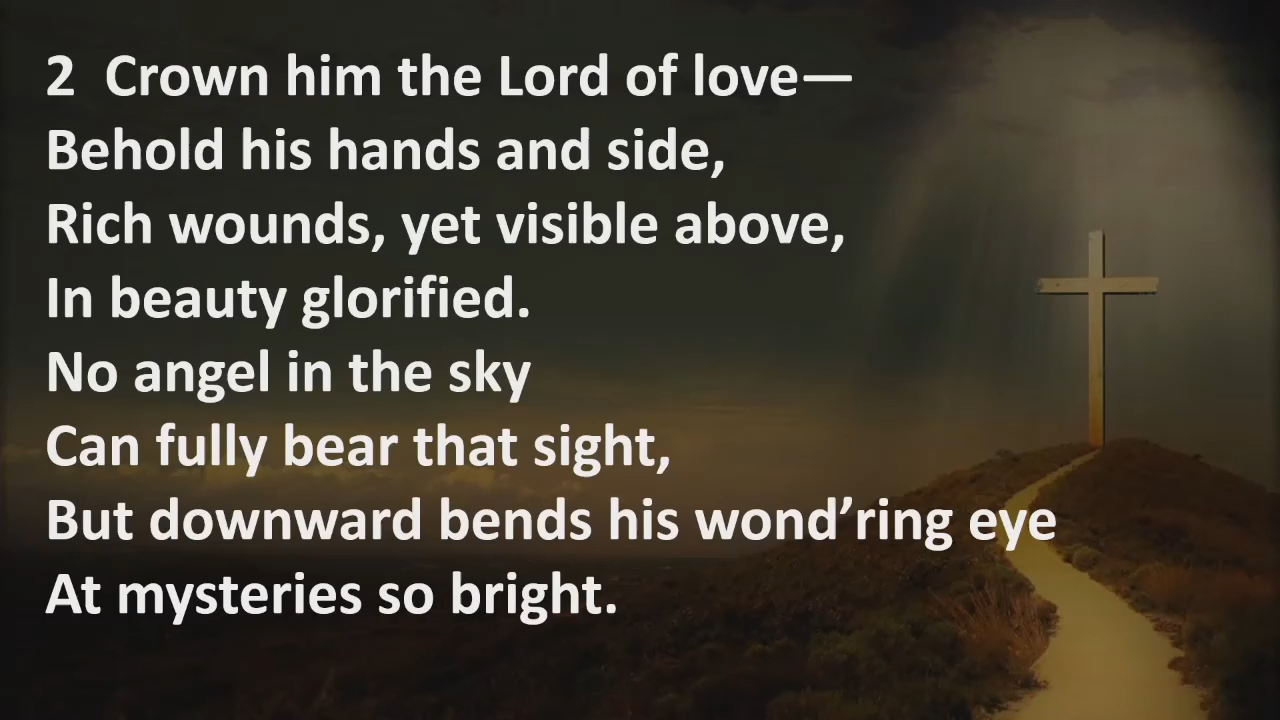 2  Crown him the Lord of love—
Behold his hands and side,
Rich wounds, yet visible above,
In beauty glorified.
No angel in the sky
Can fully bear that sight,
But downward bends his wond’ring eye
At mysteries so bright.